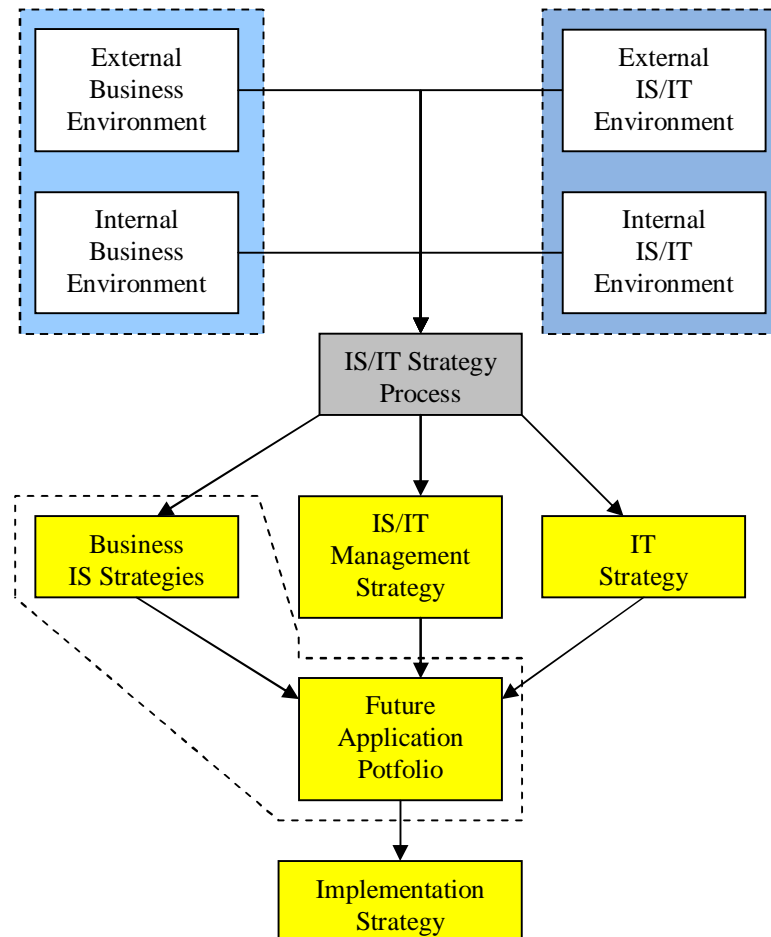 External
Business
Environment
External
IS/IT
Environment
Internal
Business
Environment
Internal
IS/IT
Environment
IS/IT Strategy
Process
Business
IS Strategies
IS/IT
Management
Strategy
IT
Strategy
Future
Application
Potfolio
Implementation
Strategy